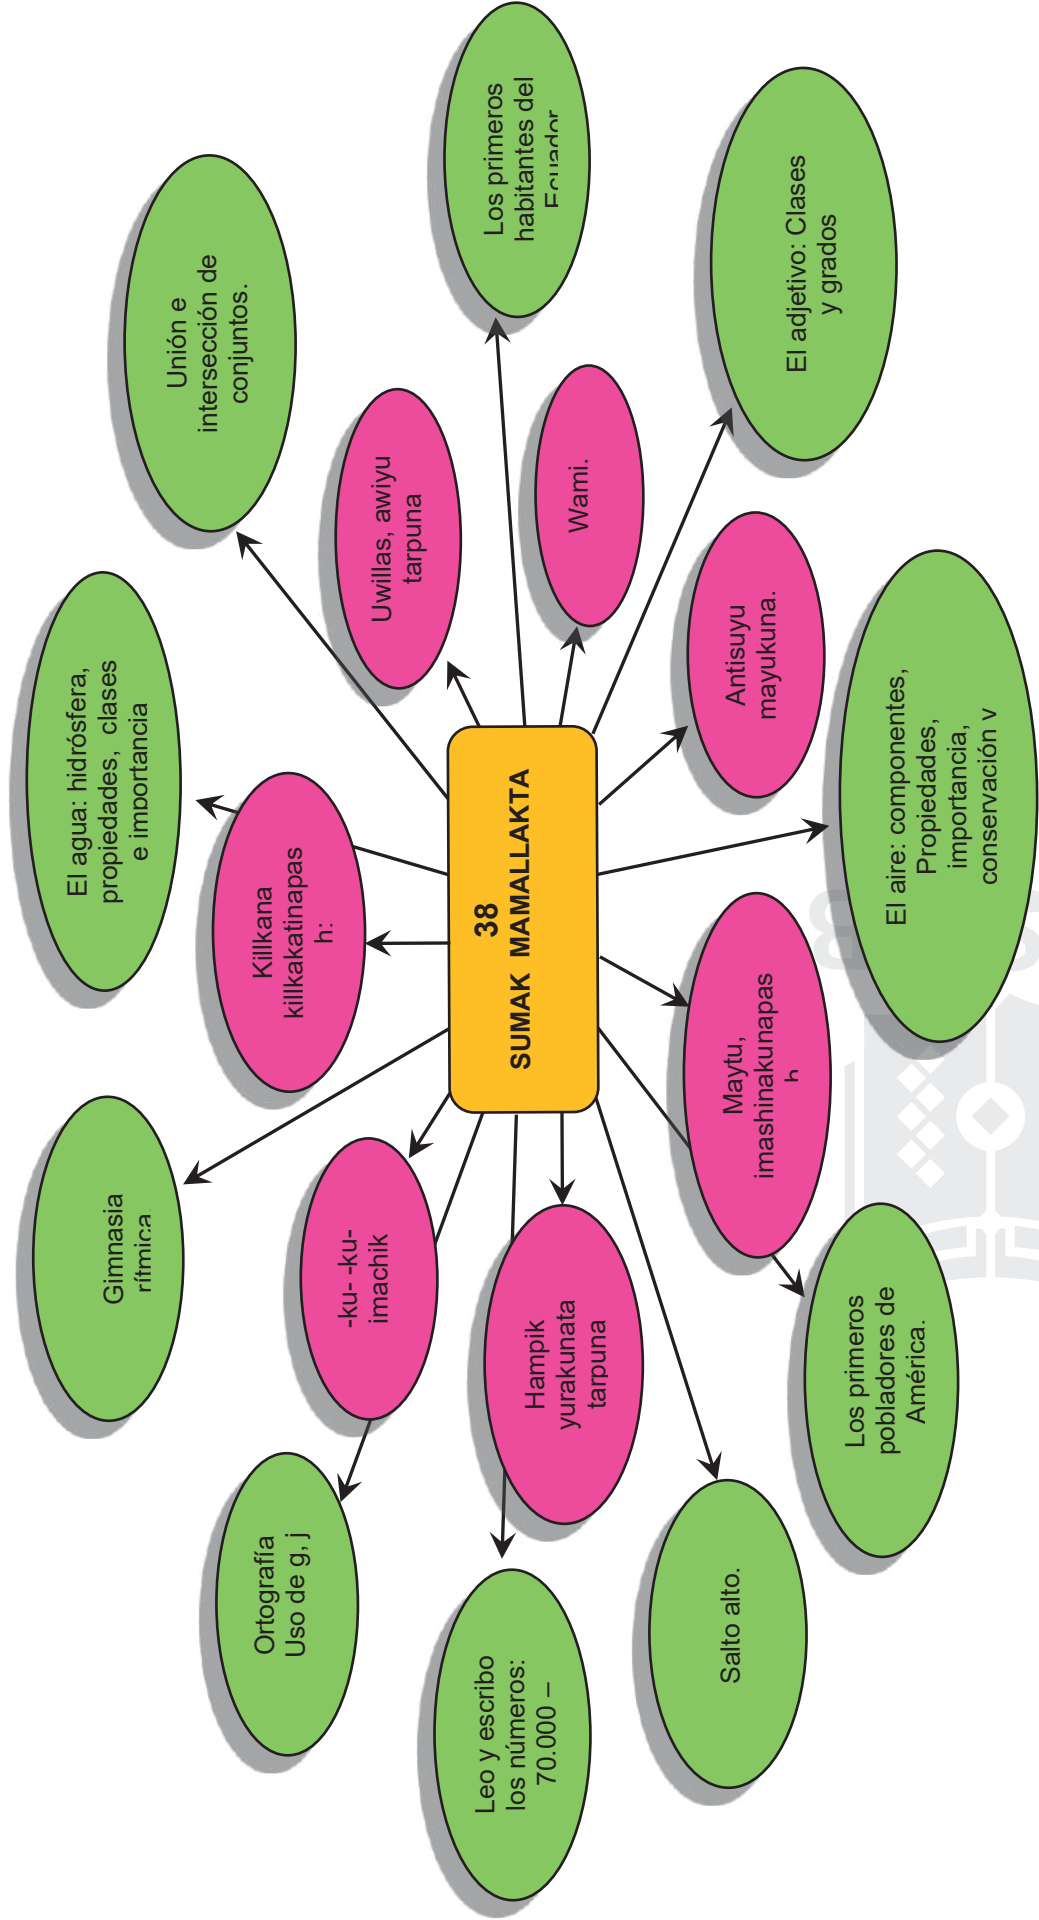 Gimnasia
rítmica
El agua: hidrósfera,
propiedades, clases
e importancia
Unión e
intersección de
conjuntos.
Killkana
killkakatinapas
h:
Ortografía
Uso de g, j
-ku- -ku-
imachik
Uwillas, awiyu
tarpuna
Los primeros
habitantes del
Ecuador
38
SUMAK MAMALLAKTA
Leo y escribo
los números:
70.000 –
Hampik
yurakunata
tarpuna
Wami.
Salto alto.
Maytu,
imashinakunapas
h
Antisuyu
mayukuna.
El adjetivo: Clases
y grados
Los primeros
pobladores de
América.
El aire: componentes,
Propiedades,
importancia,
conservación y